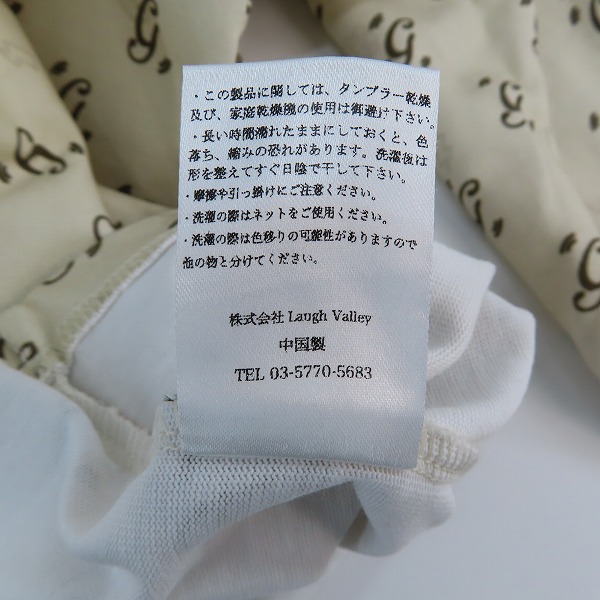 ・この製品に関しては、タンブラー乾燥
及び、家庭乾燥機の使用は御避け下さい。
・長い時間濡れたままにしておくと、色
落ち、縮みの恐れがあります。洗濯後は
形を整えてすぐ日陰で干して下さい。
・摩擦や引っ掛けにご注意ください。
・洗濯の際はネットをご使用ください。
・洗濯の際は色移りの可能性がありますので
他の物と分けてください。
株式会社 Laugh Valley
中国製
TEL 03-5770-5683